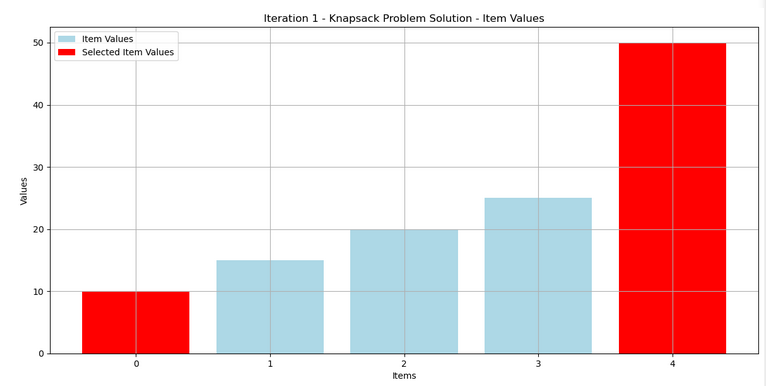 Iteration 1 - Knapsack Problem Solution - Item Values
Item Values
Selected Item Values
50
40
30
20
10
0
Values
0 1 2 3 4
Items